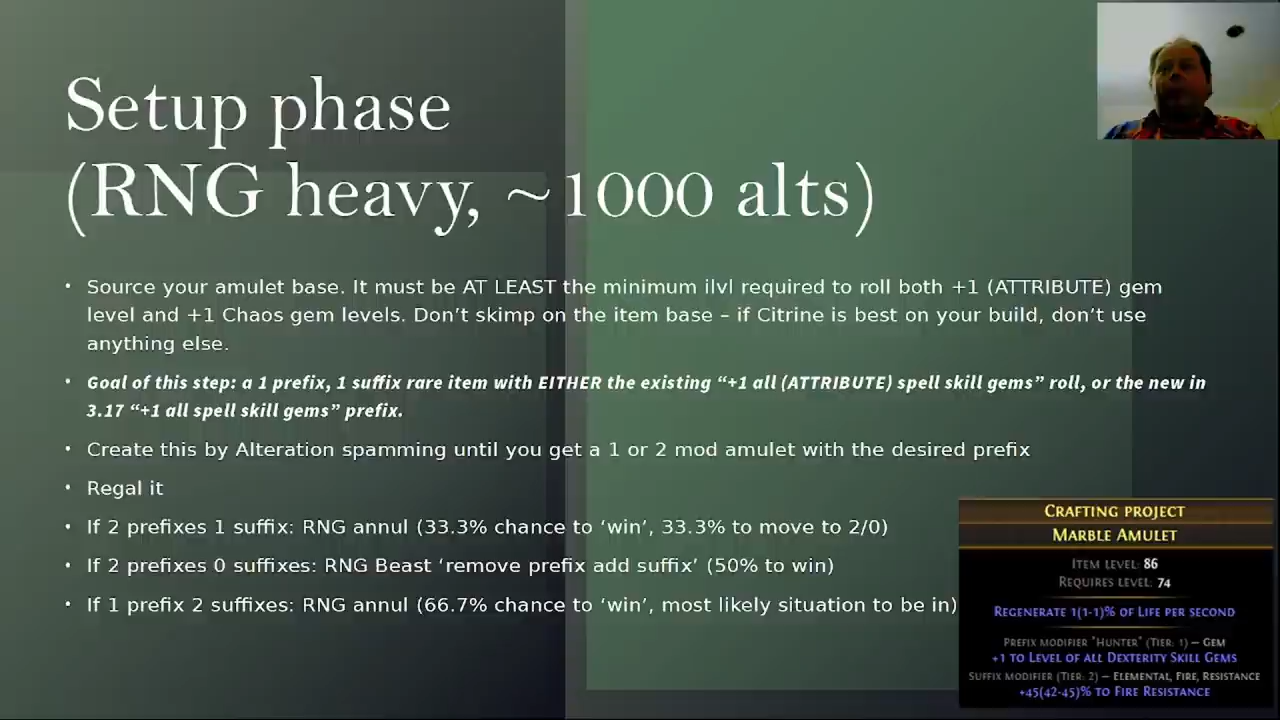 Setup phase
(RNG heavy, ~1000 alts)
• Source your amulet base. It must be AT LEAST the minimum ilvl required to roll both +1 (ATTRIBUTE) gem
level and +1 Chaos gem levels. Don’t skimp on the item base – if Citrine is best on your build, don’t use
anything else.
• Goal of this step: a 1 prefix, 1 suffix rare item with EITHER the existing “+1 all (ATTRIBUTE) spell skill gems” roll, or the new in
3.17 “+1 all spell skill gems” prefix.
• Create this by Alteration spamming until you get a 1 or 2 mod amulet with the desired prefix
• Regal it
• If 2 prefixes 1 suffix: RNG annul (33.3% chance to ‘win’, 33.3% to move to 2/0)
• If 2 prefixes 0 suffixes: RNG Beast ‘remove prefix add suffix’ (50% to win)
• If 1 prefix 2 suffixes: RNG annul (66.7% chance to ‘win’, most likely situation to be in)
Crafting project
Marble Amulet
Item Level: 86
Requires Level: 74
Regenerate 1(1-1)% of Life per second
Prefix Modifier "Hunter" (Tier: 1) — Gem
+1 to Level of all Dexterity Skill Gems
Suffix Modifier (Tier: 2) — Elemental, Fire, Resistance
+45(42-45)% to Fire Resistance